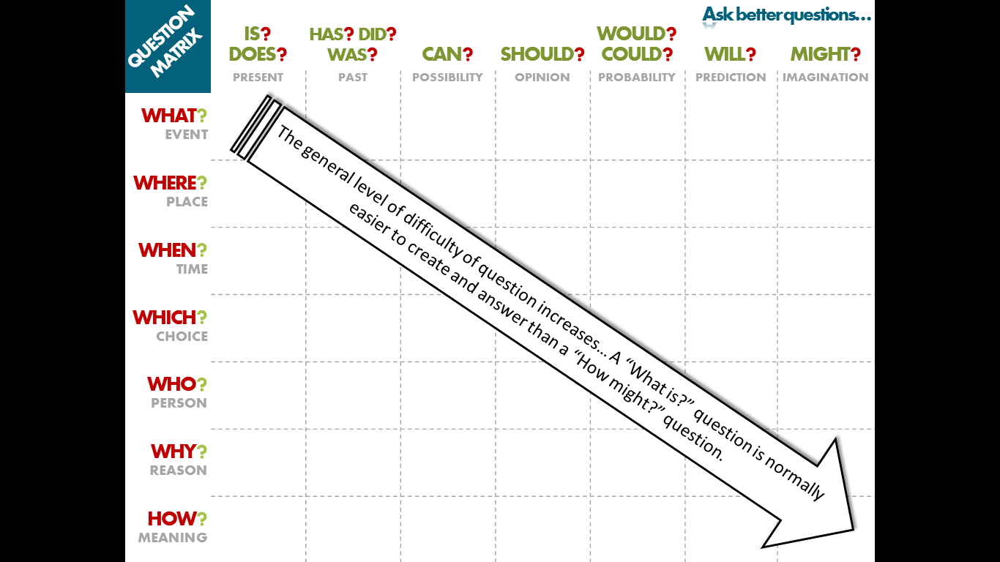 QUESTION
MATRIX
Ask better questions…
IS?
DOES?
PRESENT
HAS? DID?
WAS?
PAST
CAN?
POSSIBILITY
SHOULD?
OPINION
WOULD?
COULD?
PROBABILITY
WILL?
PREDICTION
MIGHT?
IMAGINATION
WHAT?
EVENT
WHERE?
PLACE
WHEN?
TIME
WHICH?
CHOICE
WHO?
PERSON
WHY?
REASON
HOW?
MEANING
The general level of difficulty of question increases... A “What is?” question is normally
easier to create and answer than a “How might?” question.